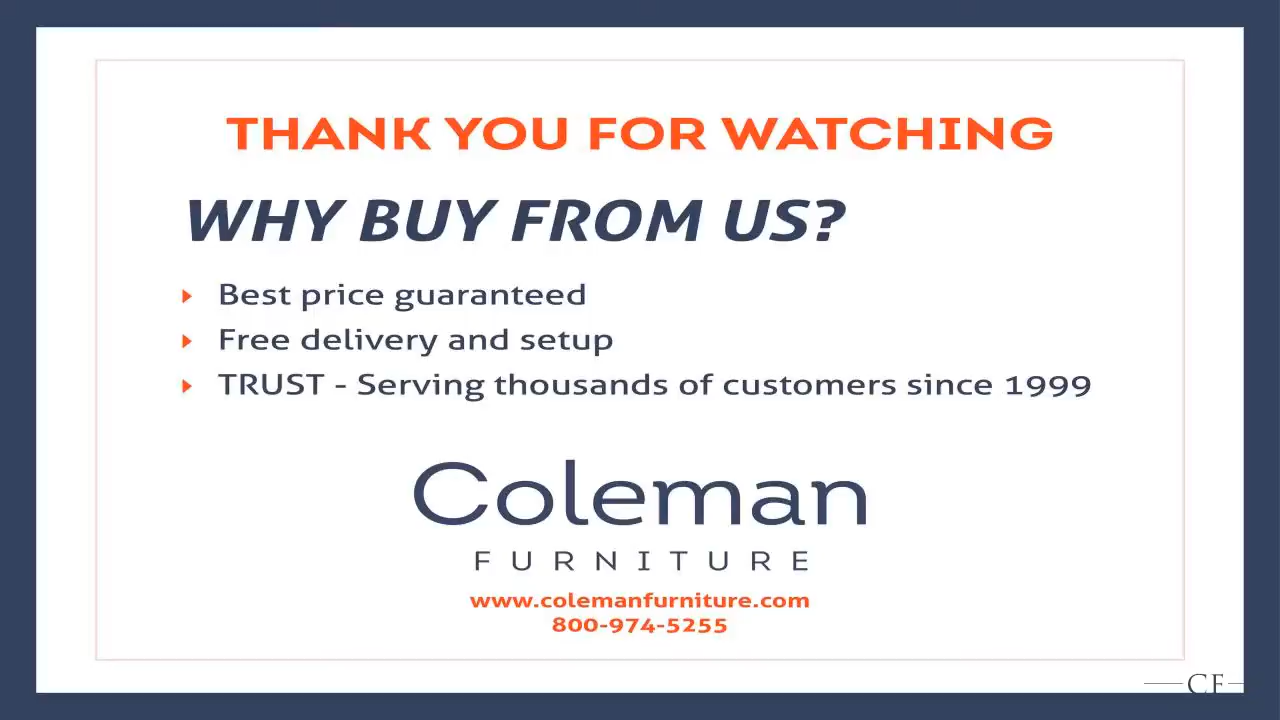 THANK YOU FOR WATCHING
WHY BUY FROM US?
Best price guaranteed
Free delivery and setup
TRUST - Serving thousands of customers since 1999
Coleman
FURNITURE
www.colemanfurniture.com
800-974-5255
CF